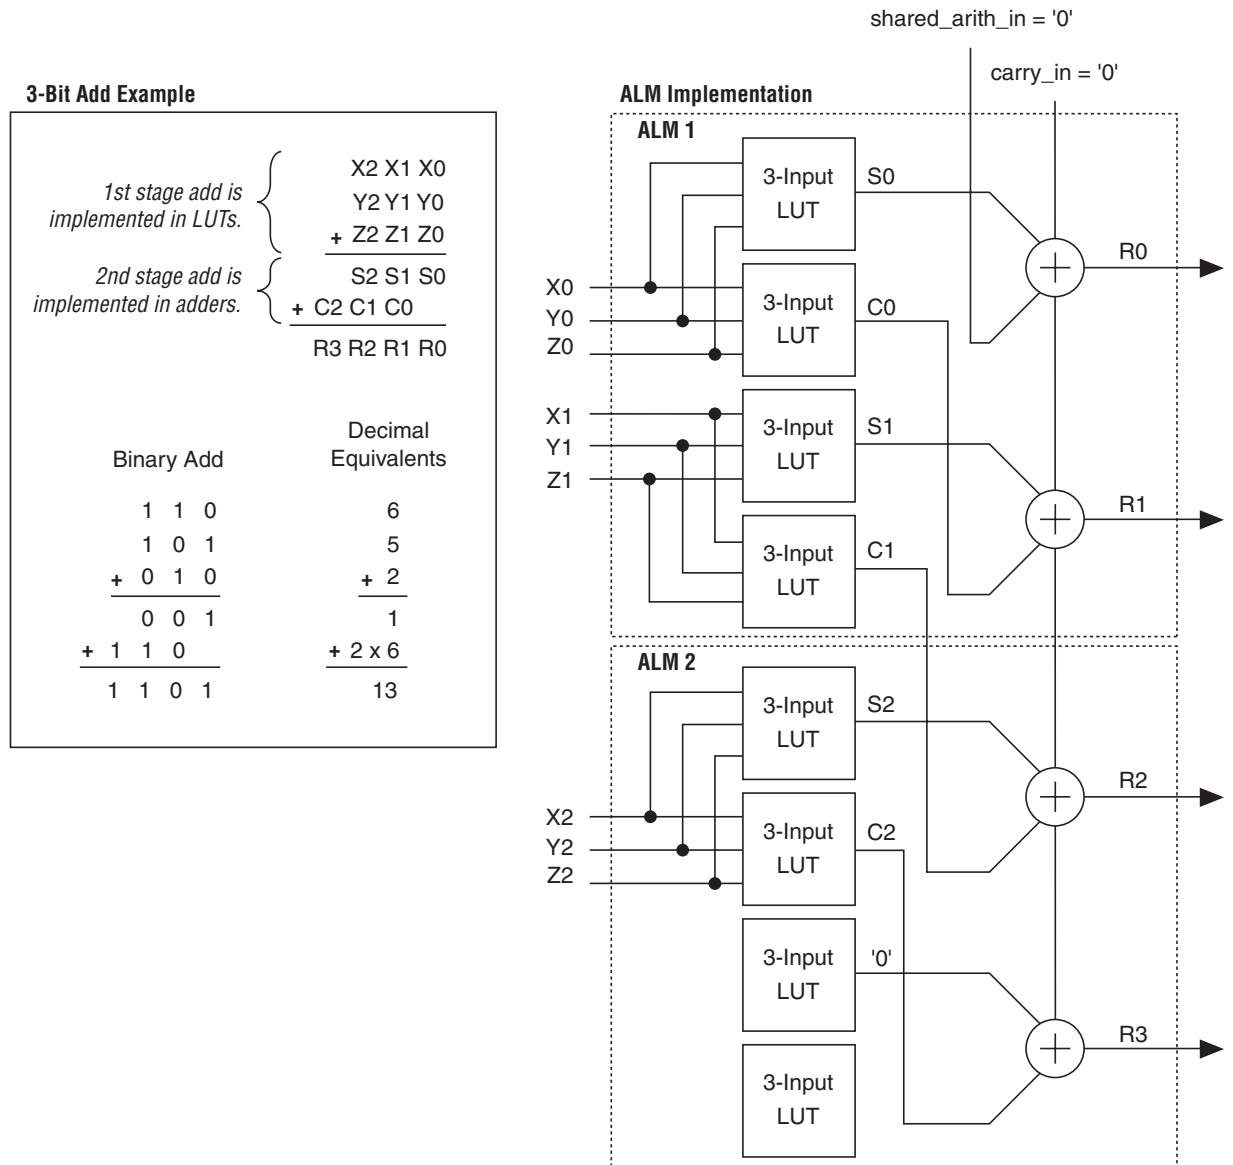 shared_arith_in = '0'
carry_in = '0'
3-Bit Add Example
1st stage add is
implemented in LUTs.
X2 X1 X0
Y2 Y1 Y0
+ Z2 Z1 Z0
2nd stage add is
implemented in adders.
S2 S1 S0
+ C2 C1 C0
R3 R2 R1 R0
Binary Add
Decimal
Equivalents
1 1 0
6
1 0 1
5
+ 0 1 0
+ 2
0 0 1
1
+ 1 1 0
+ 2 x 6
1 1 0 1
13
ALM Implementation
ALM 1
3-Input
LUT
S0
R0
X0
Y0
Z0
3-Input
LUT
C0
X1
Y1
Z1
3-Input
LUT
S1
R1
3-Input
LUT
C1
ALM 2
3-Input
LUT
S2
R2
X2
Y2
Z2
3-Input
LUT
C2
3-Input
LUT
'0'
R3
3-Input
LUT